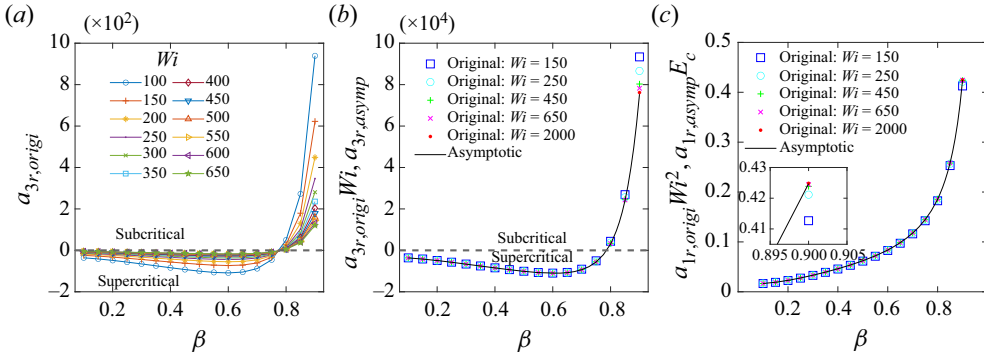 (a)
(×10²)
a3r,origi
10
8
6
4
2
0
−2
Wi
100
150
200
250
300
350
400
450
500
550
600
650
Subcritical
Supercritical
0.2 0.4 0.6 0.8 1.0
β
(b)
(×10⁴)
a3r,origiWi, a3r,asymp
10
8
6
4
2
0
−2
Original: Wi = 150
Original: Wi = 250
Original: Wi = 450
Original: Wi = 650
Original: Wi = 2000
Asymptotic
Subcritical
Supercritical
0.2 0.4 0.6 0.8 1.0
β
(c)
a1r,origiWi², a1r,asympEc
0.5
0.4
0.3
0.2
0.1
0
Original: Wi = 150
Original: Wi = 250
Original: Wi = 450
Original: Wi = 650
Original: Wi = 2000
Asymptotic
0.43
0.42
0.41
0.895 0.900 0.905
0.2 0.4 0.6 0.8 1.0
β